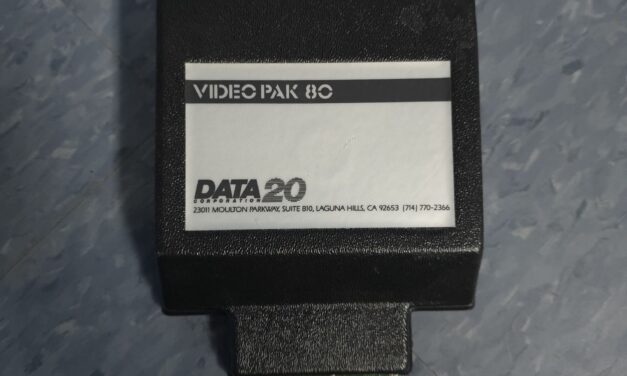 VIDEO PAK 80
DATA 20
CORPORATION
23011 MOULTON PARKWAY, SUITE B10, LAGUNA HILLS, CA 92653 (714) 770-2366